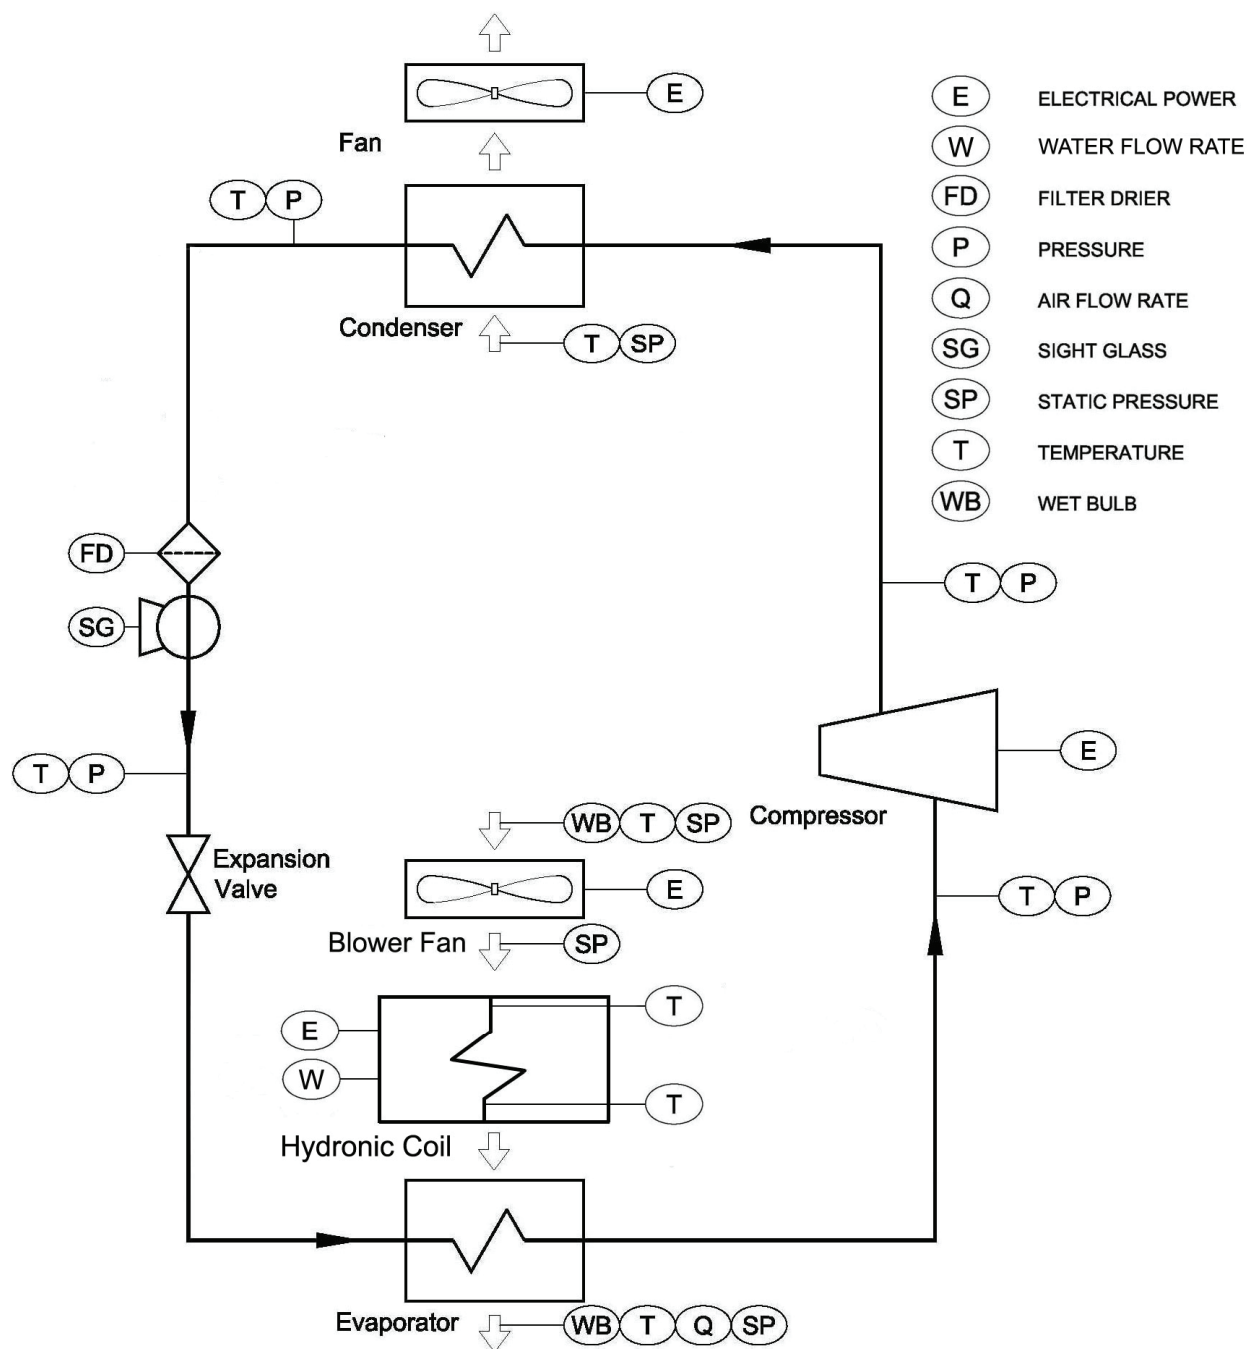 E
Fan
E ELECTRICAL POWER
W WATER FLOW RATE
FD FILTER DRIER
P PRESSURE
Q AIR FLOW RATE
SG SIGHT GLASS
SP STATIC PRESSURE
T TEMPERATURE
WB WET BULB
T P
Condenser
T SP
FD
SG
T P
T P
Expansion
Valve
WB T SP
E
Blower Fan
SP
Compressor
E
T P
E
W
T
T
Hydronic Coil
Evaporator
WB T Q SP